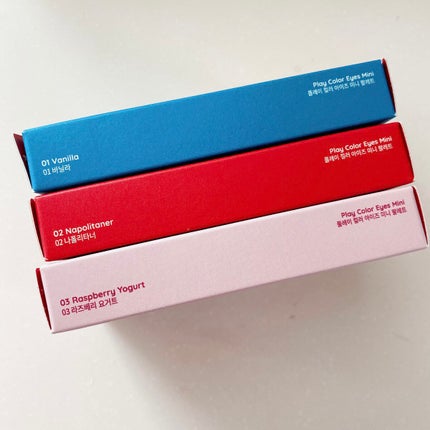 Play Color Eyes Mini
플레이 컬러 아이즈 미니 팔레트
01 Vanilla
01 바닐라
Play Color Eyes Mini
플레이 컬러 아이즈 미니 팔레트
02 Napolitaner
02 나폴리타너
Play Color Eyes Mini
플레이 컬러 아이즈 미니 팔레트
03 Raspberry Yogurt
03 라즈베리 요거트